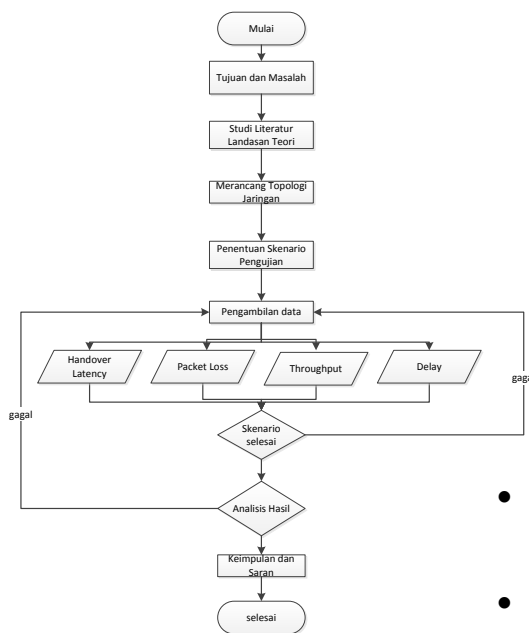 Mulai
Tujuan dan Masalah
Studi Literatur
Landasan Teori
Merancang Topologi
Jaringan
Penentuan Skenario
Pengujian
Pengambilan data
Handover
Latency
Packet Loss
Throughput
Delay
gagal
gaga
Skenario
selesai
Analisis Hasil
Keimpulan dan
Saran
selesai